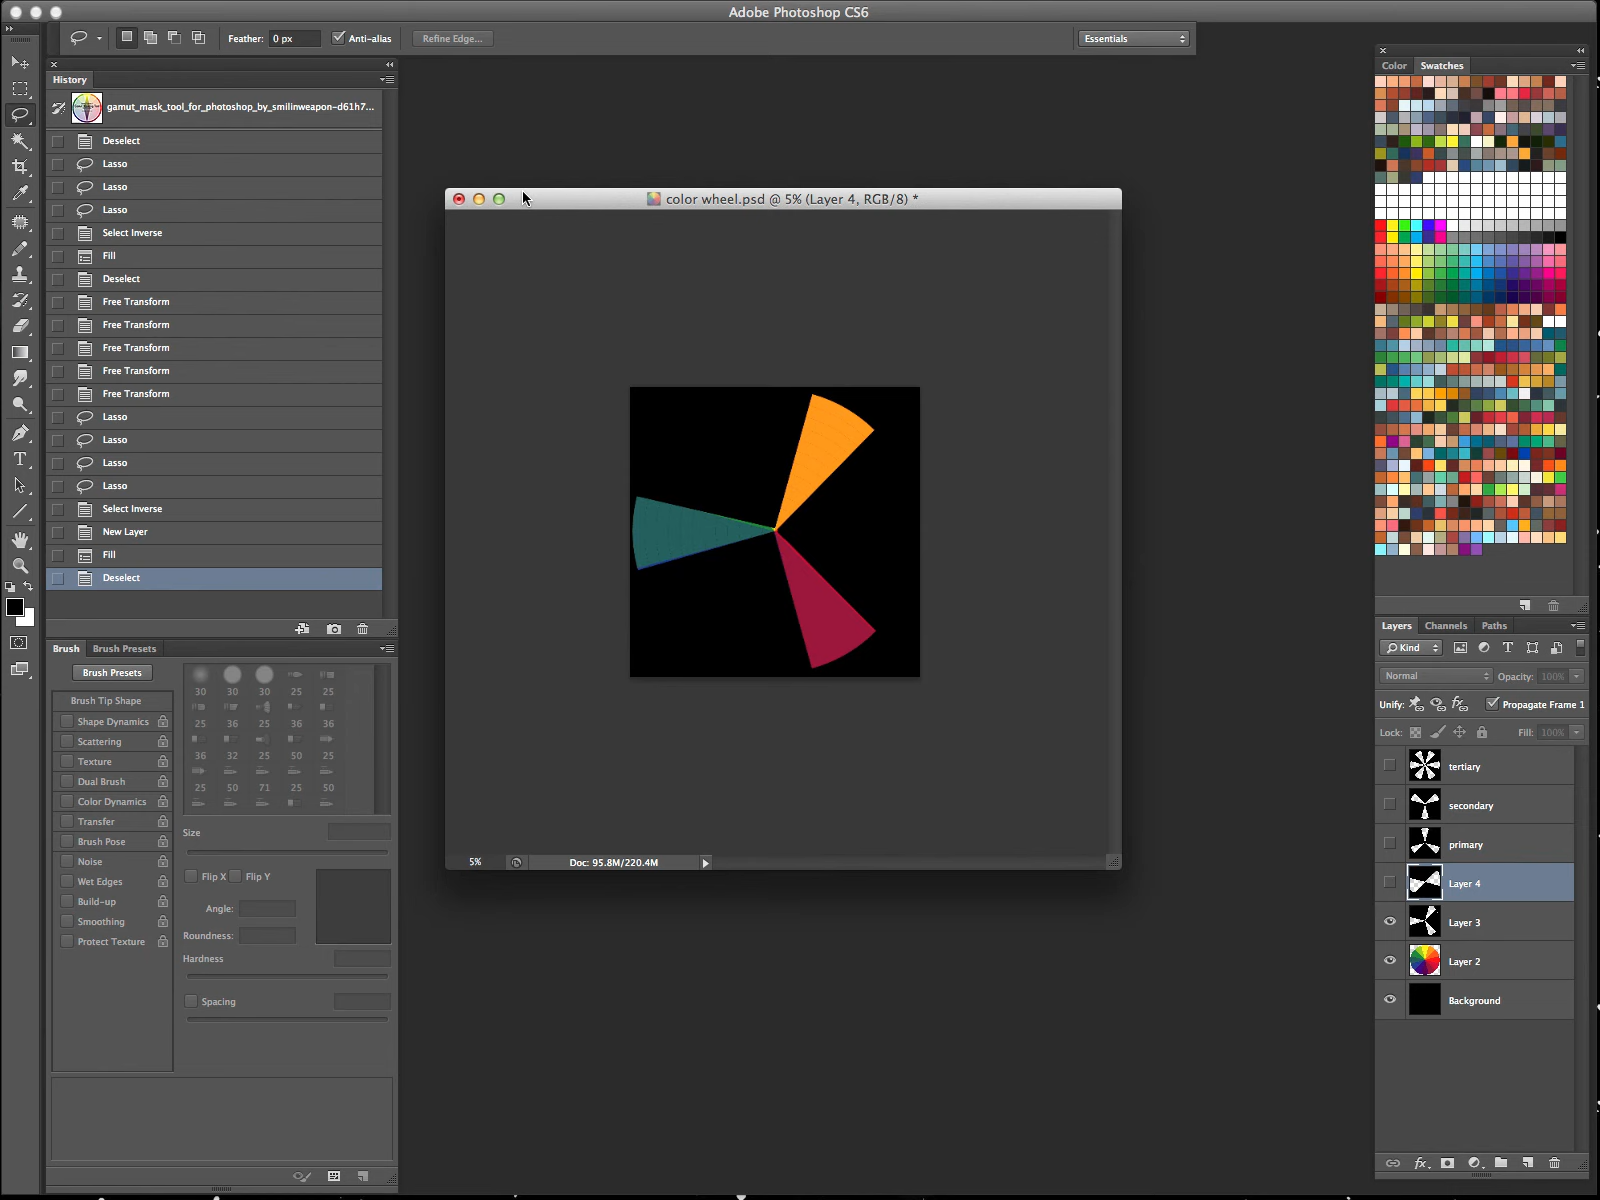 Adobe Photoshop CS6
Feather: 0 px Anti-alias Refine Edge... Essentials
History
gamut_mask_tool_for_photoshop_by_smilinweapon-d61h7...
Deselect
Lasso
Lasso
Lasso
Select Inverse
Fill
Deselect
Free Transform
Free Transform
Free Transform
Free Transform
Free Transform
Lasso
Lasso
Lasso
Lasso
Select Inverse
New Layer
Fill
Deselect
Brush Brush Presets
Brush Presets
Brush Tip Shape
Shape Dynamics
Scattering
Texture
Dual Brush
Color Dynamics
Transfer
Brush Pose
Noise
Wet Edges
Build-up
Smoothing
Protect Texture
30 30 30 25 25
25 36 25 36 36
36 32 25 50 25
25 50 71 25 50
Size
Flip X Flip Y
Angle:
Roundness:
Hardness
Spacing
color wheel.psd @ 5% (Layer 4, RGB/8) *
5% Doc: 95.8M/220.4M
Color Swatches
Layers Channels Paths
Kind T
Normal Opacity: 100%
Unify: Propagate Frame 1
Lock: Fill: 100%
tertiary
secondary
primary
Layer 4
Layer 3
Layer 2
Background
fx